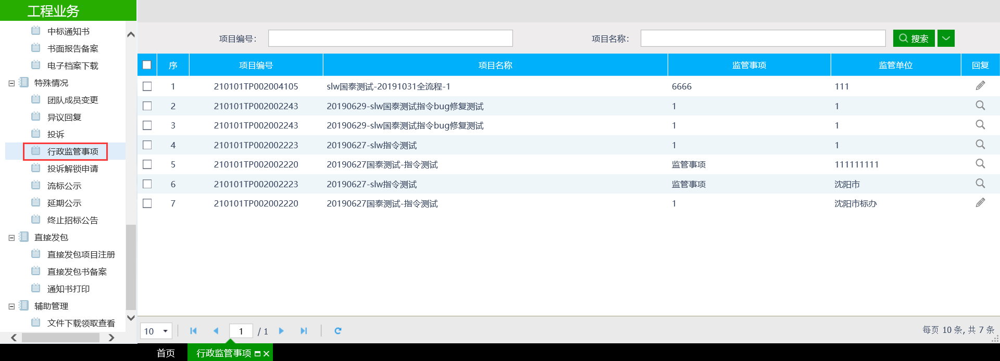 工程业务
中标通知书
书面报告备案
电子档案下载
特殊情况
团队成员变更
异议回复
投诉
行政监管事项
投诉解锁申请
流标公示
延期公示
终止招标公告
直接发包
直接发包项目注册
直接发包书备案
通知书打印
辅助管理
文件下载领取查看
项目编号： 项目名称： 搜索
序 项目编号 项目名称 监管事项 监管单位 回复
1 210101TP002004105 slw国泰测试-20191031全流程-1 6666 111
2 210101TP002002243 20190629-slw国泰测试指令bug修复测试 1 1
3 210101TP002002243 20190629-slw国泰测试指令bug修复测试 1 1
4 210101TP002002223 20190627-slw指令测试 1 1
5 210101TP002002220 20190627国泰测试-指令测试 监管事项 111111111
6 210101TP002002223 20190627-slw指令测试 监管事项 沈阳市
7 210101TP002002220 20190627国泰测试-指令测试 1 沈阳市标办
10 1 / 1 每页 10 条, 共 7 条
首页 行政监管事项